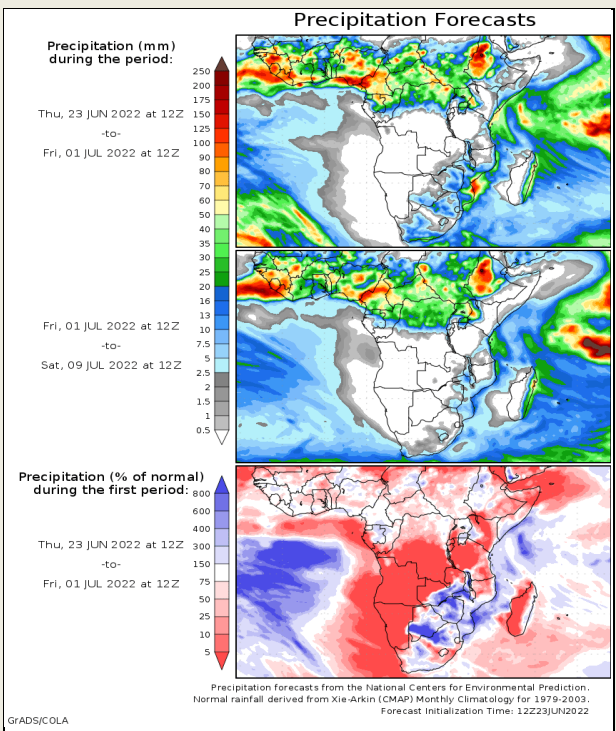 Precipitation Forecasts
Precipitation (mm)
during the period:
Thu, 23 JUN 2022 at 12Z
-to-
Fri, 01 JUL 2022 at 12Z
250
200
175
150
125
100
90
80
70
60
50
40
35
30
25
20
16
13
10
7.5
5
2.5
2
1.5
1
0.5
Fri, 01 JUL 2022 at 12Z
-to-
Sat, 09 JUL 2022 at 12Z
Precipitation (% of normal)
during the first period:
Thu, 23 JUN 2022 at 12Z
-to-
Fri, 01 JUL 2022 at 12Z
800
600
400
300
150
75
50
25
10
5
Precipitation forecasts from the National Centers for Environmental Prediction.
Normal rainfall derived from Xie-Arkin (CMAP) Monthly Climatology for 1979-2003.
Forecast Initialization Time: 12Z23JUN2022
GrADS/COLA